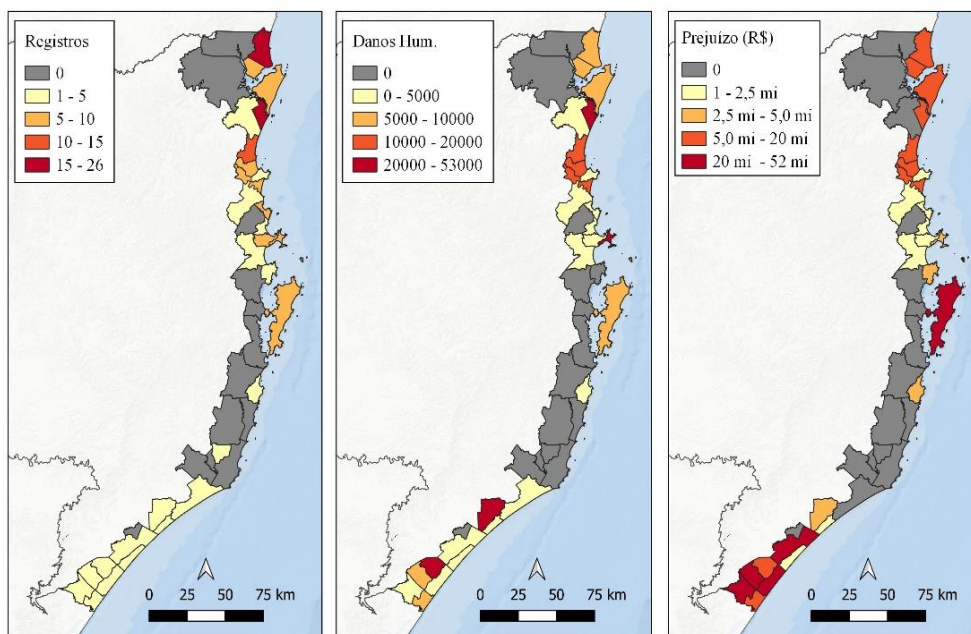 Registros
0
1 - 5
5 - 10
10 - 15
15 - 26
0 25 50 75 km
Danos Hum.
0
0 - 5000
5000 - 10000
10000 - 20000
20000 - 53000
0 25 50 75 km
Prejuízo (R$)
0
1 - 2,5 mi
2,5 mi - 5,0 mi
5,0 mi - 20 mi
20 mi - 52 mi
0 25 50 75 km